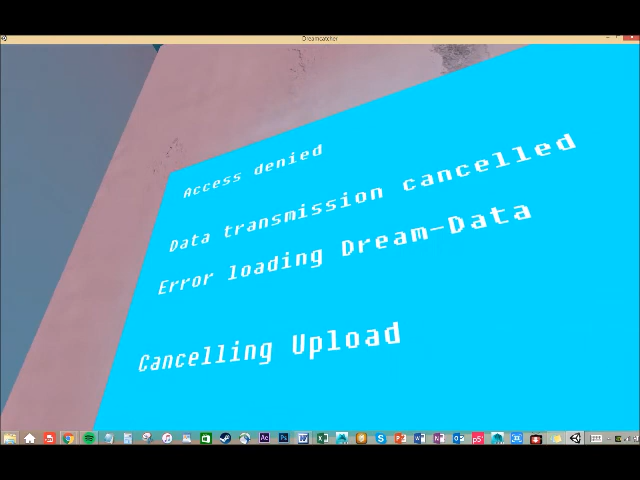 Dreamcatcher
Access denied
Data transmission cancelled
Error loading Dream-Data
Cancelling Upload